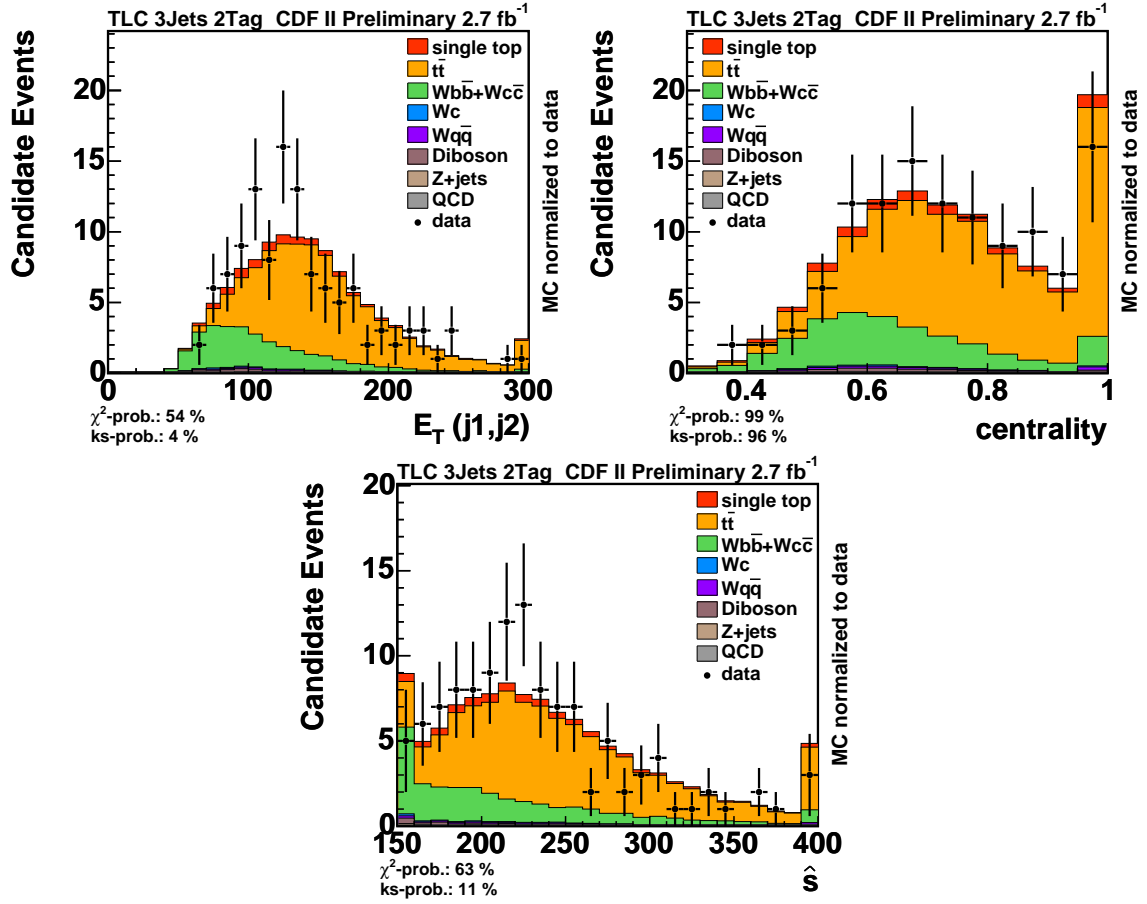 TLC 3Jets 2Tag CDF II Preliminary 2.7 fb⁻¹
Candidate Events
20
15
10
5
0
single top
tt̄
Wbb̄+Wcc̄
Wc
Wqq̄
Diboson
Z+jets
QCD
data
MC normalized to data
0 100 200 300
χ²-prob.: 54 %
ks-prob.: 4 %
E_T (j1,j2)
TLC 3Jets 2Tag CDF II Preliminary 2.7 fb⁻¹
Candidate Events
20
15
10
5
0
single top
tt̄
Wbb̄+Wcc̄
Wc
Wqq̄
Diboson
Z+jets
QCD
data
MC normalized to data
0.4 0.6 0.8 1
χ²-prob.: 99 %
ks-prob.: 96 %
centrality
TLC 3Jets 2Tag CDF II Preliminary 2.7 fb⁻¹
Candidate Events
20
15
10
5
0
single top
tt̄
Wbb̄+Wcc̄
Wc
Wqq̄
Diboson
Z+jets
QCD
data
MC normalized to data
150 200 250 300 350 400
χ²-prob.: 63 %
ks-prob.: 11 %
ŝ